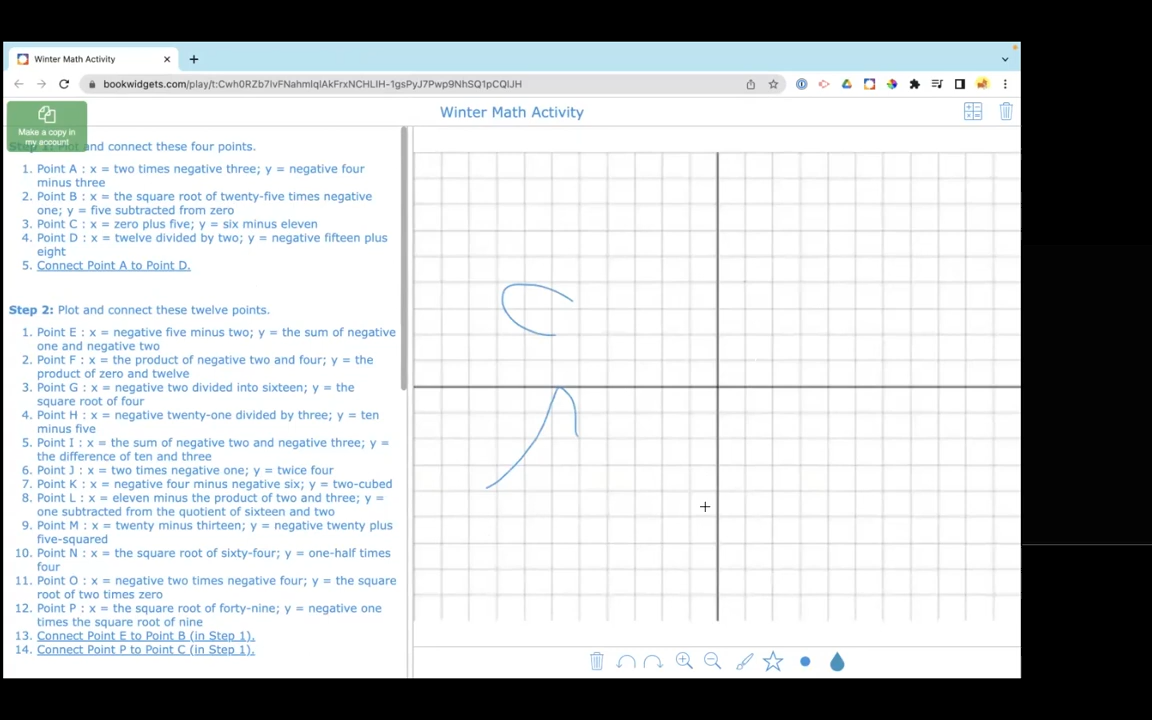 Winter Math Activity
bookwidgets.com/play/t:Cwh0RZb7lvFNahmlqlAkFrxNCHLlH-1gsPyJ7Pwp9NhSQ1pCQlJH
Winter Math Activity
Make a copy in
my account
and connect these four points.
1. Point A : x = two times negative three; y = negative four
minus three
2. Point B : x = the square root of twenty-five times negative
one; y = five subtracted from zero
3. Point C : x = zero plus five; y = six minus eleven
4. Point D : x = twelve divided by two; y = negative fifteen plus
eight
5. Connect Point A to Point D.
Step 2: Plot and connect these twelve points.
1. Point E : x = negative five minus two; y = the sum of negative
one and negative two
2. Point F : x = the product of negative two and four; y = the
product of zero and twelve
3. Point G : x = negative two divided into sixteen; y = the
square root of four
4. Point H : x = negative twenty-one divided by three; y = ten
minus five
5. Point I : x = the sum of negative two and negative three; y =
the difference of ten and three
6. Point J : x = two times negative one; y = twice four
7. Point K : x = negative four minus negative six; y = two-cubed
8. Point L : x = eleven minus the product of two and three; y =
one subtracted from the quotient of sixteen and two
9. Point M : x = twenty minus thirteen; y = negative twenty plus
five-squared
10. Point N : x = the square root of sixty-four; y = one-half times
four
11. Point O : x = negative two times negative four; y = the square
root of two times zero
12. Point P : x = the square root of forty-nine; y = negative one
times the square root of nine
13. Connect Point E to Point B (in Step 1).
14. Connect Point P to Point C (in Step 1).